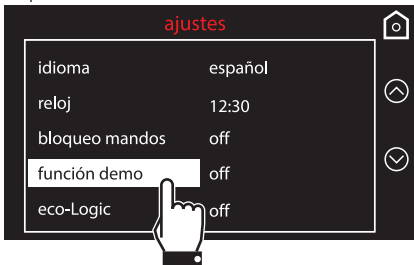 ajustes
idioma español
reloj 12:30
bloqueo mandos off
función demo off
eco-Logic off